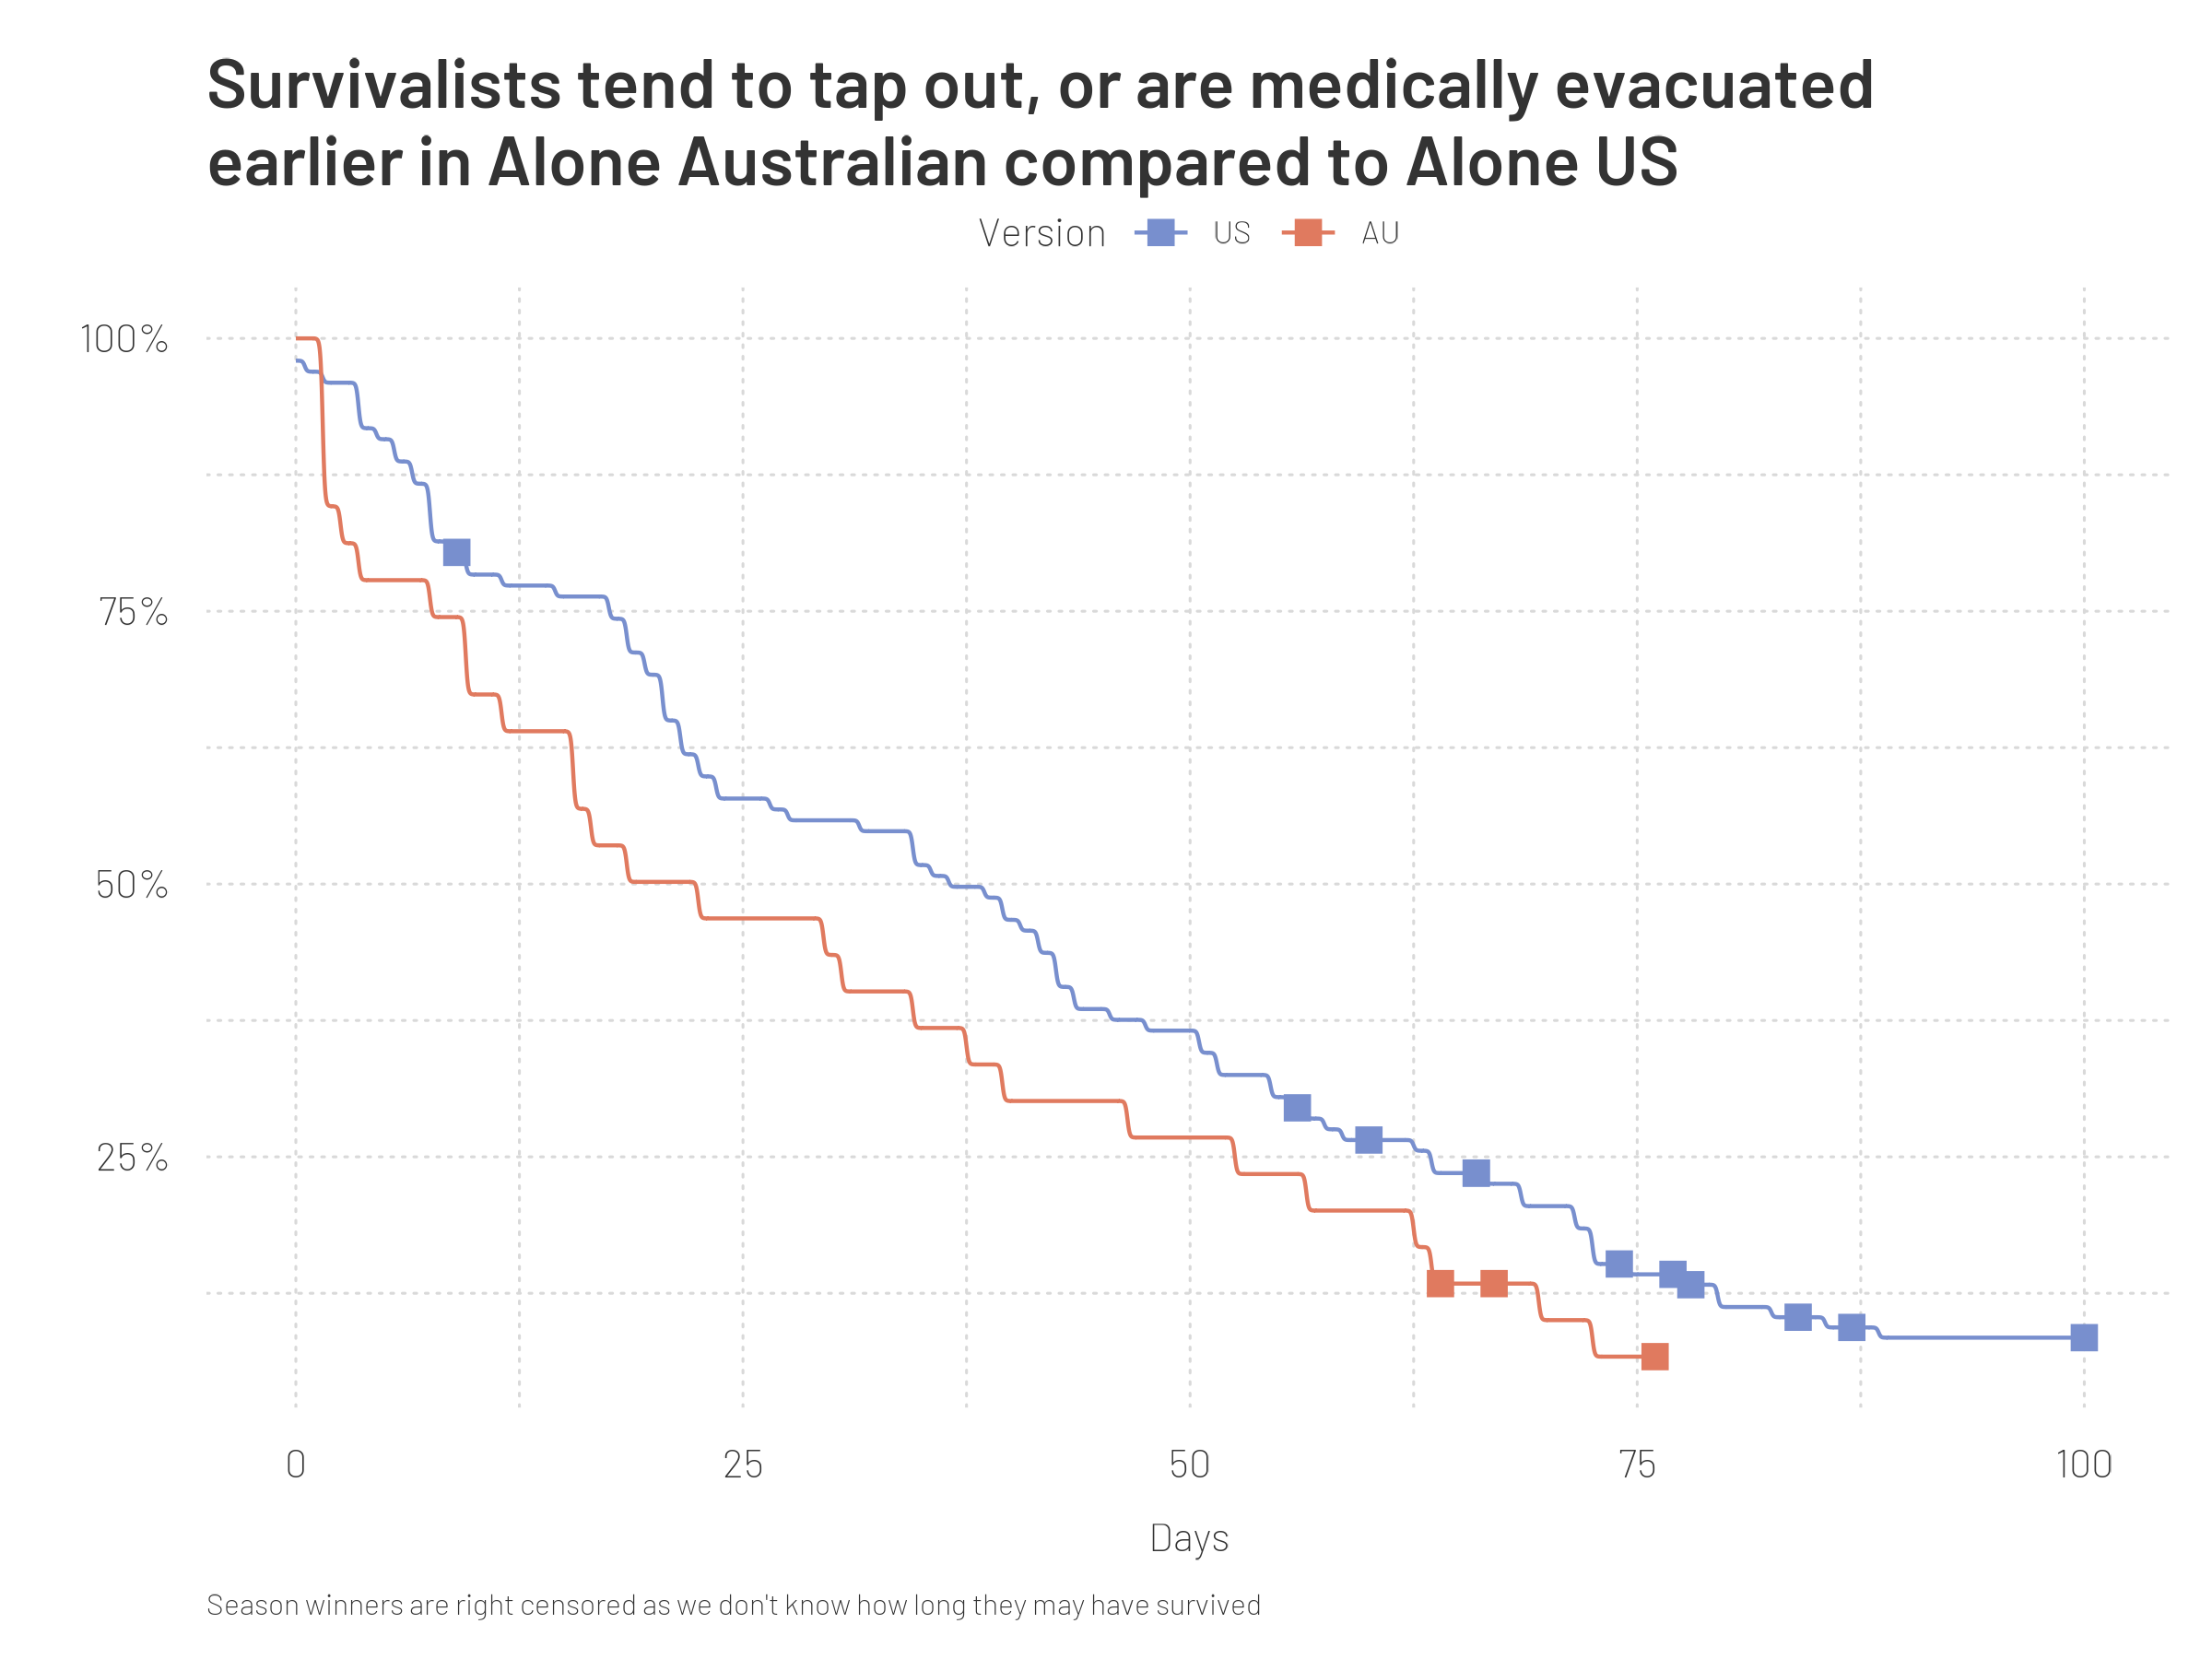 Survivalists tend to tap out, or are medically evacuated
earlier in Alone Australian compared to Alone US
Version US AU
100%
75%
50%
25%
0 25 50 75 100
Days
Season winners are right censored as we don't know how long they may have survived